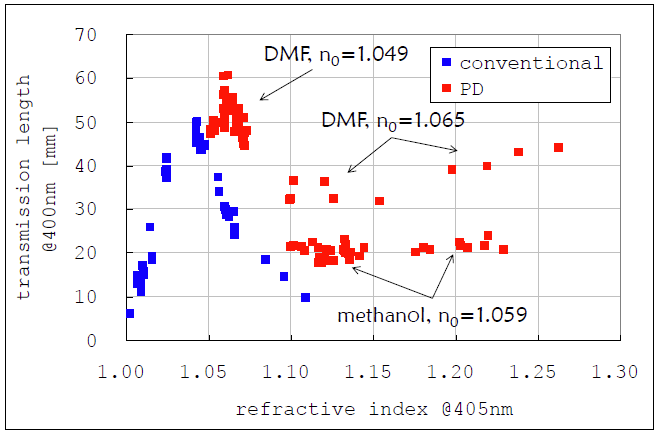 70
60
50
40
30
20
10
0
transmission length
@400nm [mm]
DMF, n0=1.049
conventional
PD
DMF, n0=1.065
methanol, n0=1.059
1.00 1.05 1.10 1.15 1.20 1.25 1.30
refractive index @405nm